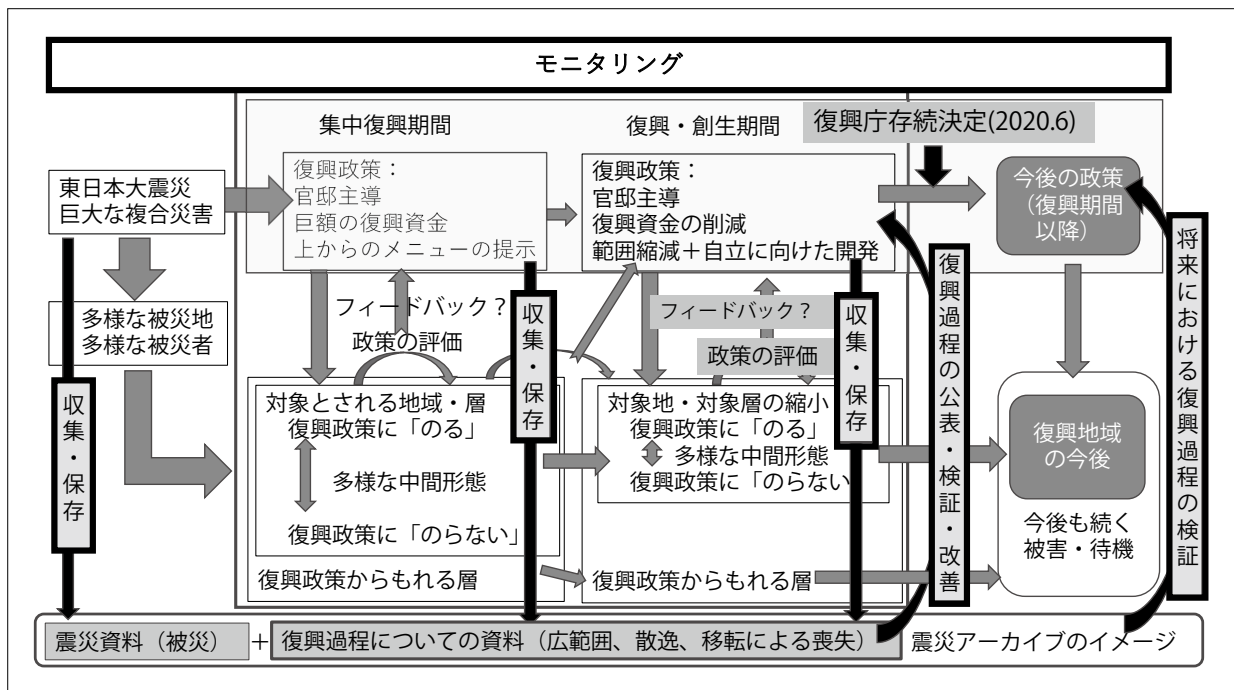 モニタリング
集中復興期間
復興・創生期間
復興庁存続決定(2020.6)
東日本大震災
巨大な複合災害
復興政策：
官邸主導
巨額の復興資金
上からのメニューの提示
復興政策：
官邸主導
復興資金の削減
範囲縮減＋自立に向けた開発
今後の政策
（復興期間
以降）
多様な被災地
多様な被災者
フィードバック？
政策の評価
収集・保存
フィードバック？
政策の評価
収集・保存
収集・保存
対象とされる地域・層
復興政策に「のる」
多様な中間形態
復興政策に「のらない」
復興政策からもれる層
対象地・対象層の縮小
復興政策に「のる」
多様な中間形態
復興政策に「のらない」
復興政策からもれる層
復興過程の公表・検証・改善
復興地域
の今後
今後も続く
被害・待機
将来における復興過程の検証
震災資料（被災）
＋
復興過程についての資料（広範囲、散逸、移転による喪失）
震災アーカイブのイメージ